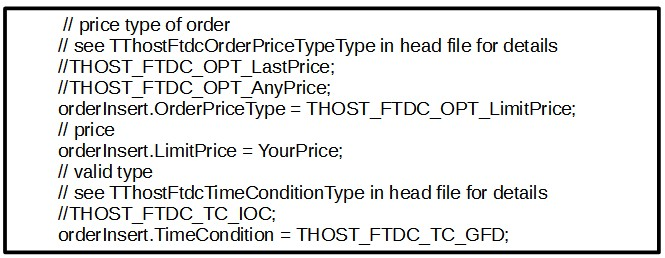 // price type of order
// see TThostFtdcOrderPriceTypeType in head file for details
//THOST_FTDC_OPT_LastPrice;
//THOST_FTDC_OPT_AnyPrice;
orderInsert.OrderPriceType = THOST_FTDC_OPT_LimitPrice;
// price
orderInsert.LimitPrice = YourPrice;
// valid type
// see TThostFtdcTimeConditionType in head file for details
//THOST_FTDC_TC_IOC;
orderInsert.TimeCondition = THOST_FTDC_TC_GFD;